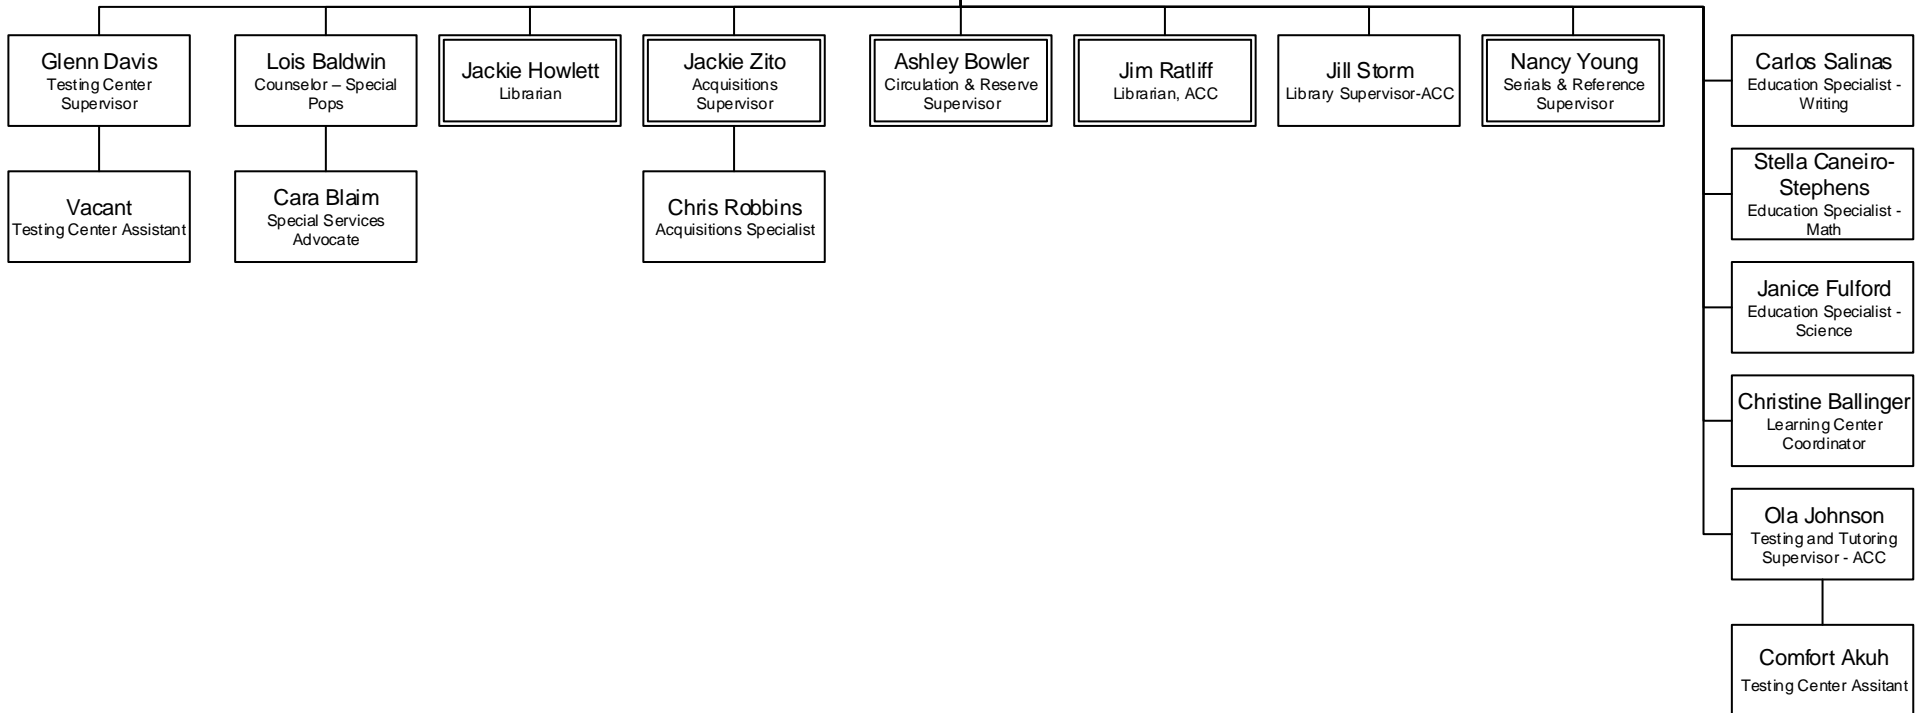 Glenn Davis
Testing Center
Supervisor
Lois Baldwin
Counselor – Special
Pops
Jackie Howlett
Librarian
Jackie Zito
Acquisitions
Supervisor
Ashley Bowler
Circulation & Reserve
Supervisor
Jim Ratliff
Librarian, ACC
Jill Storm
Library Supervisor-ACC
Nancy Young
Serials & Reference
Supervisor
Carlos Salinas
Education Specialist -
Writing
Vacant
Testing Center Assistant
Cara Blaim
Special Services
Advocate
Chris Robbins
Acquisitions Specialist
Stella Caneiro-
Stephens
Education Specialist -
Math
Janice Fulford
Education Specialist -
Science
Christine Ballinger
Learning Center
Coordinator
Ola Johnson
Testing and Tutoring
Supervisor - ACC
Comfort Akuh
Testing Center Assitant